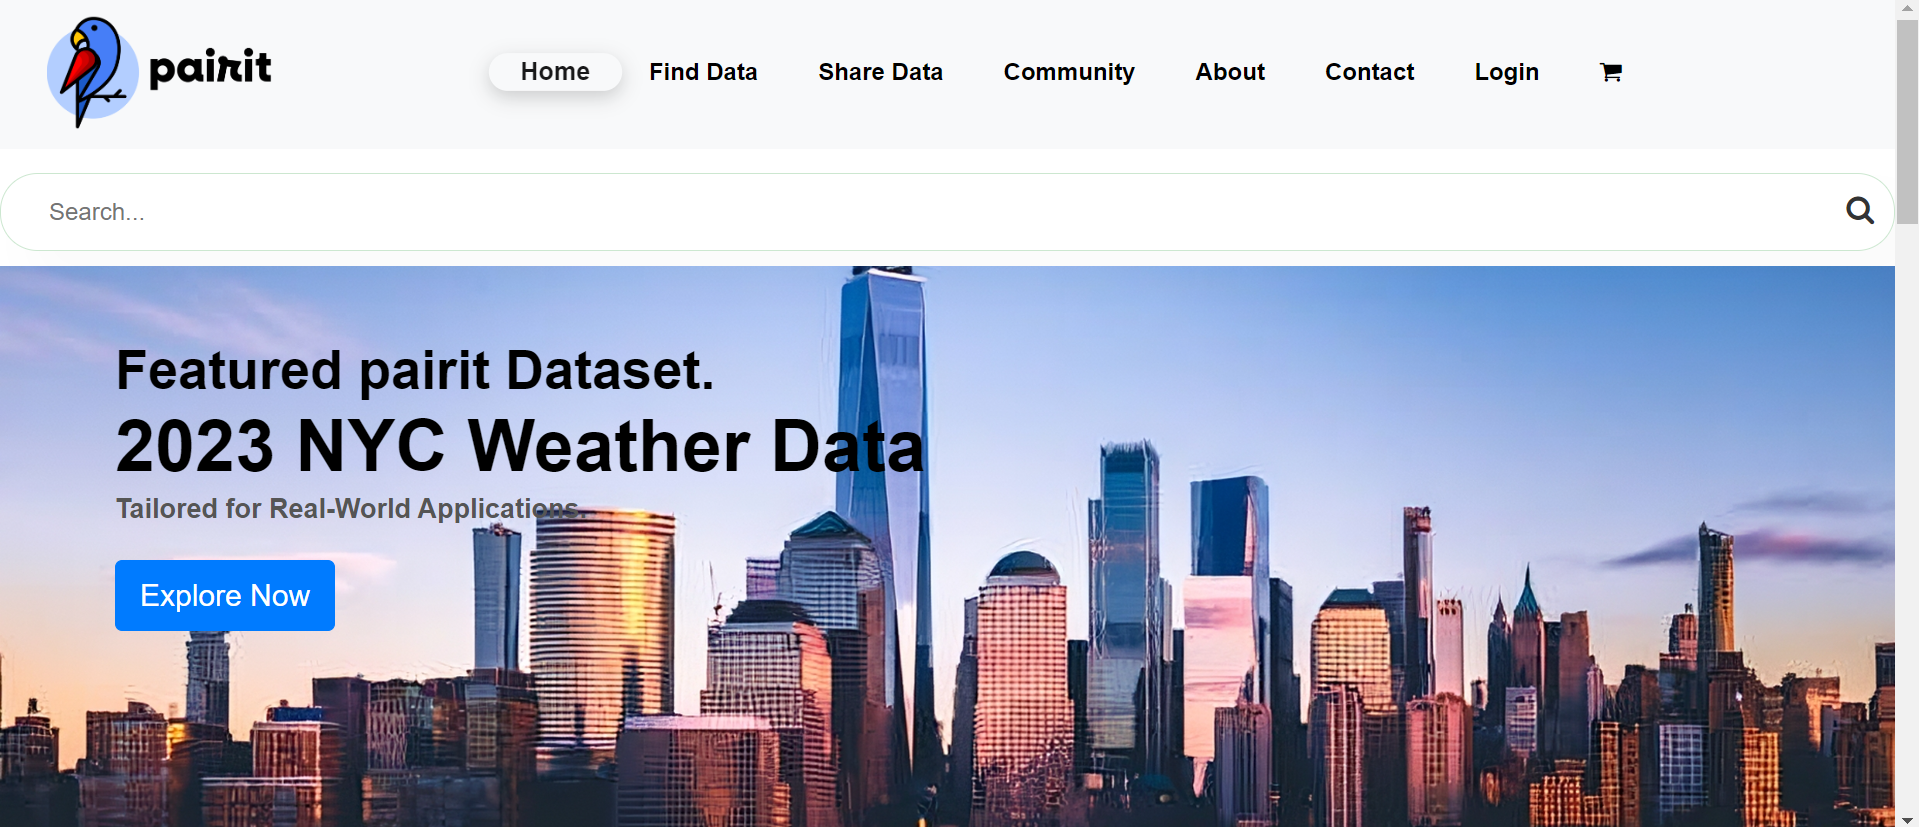 pairit
Home Find Data Share Data Community About Contact Login
Search...
Featured pairit Dataset.
2023 NYC Weather Data
Tailored for Real-World Applications.
Explore Now